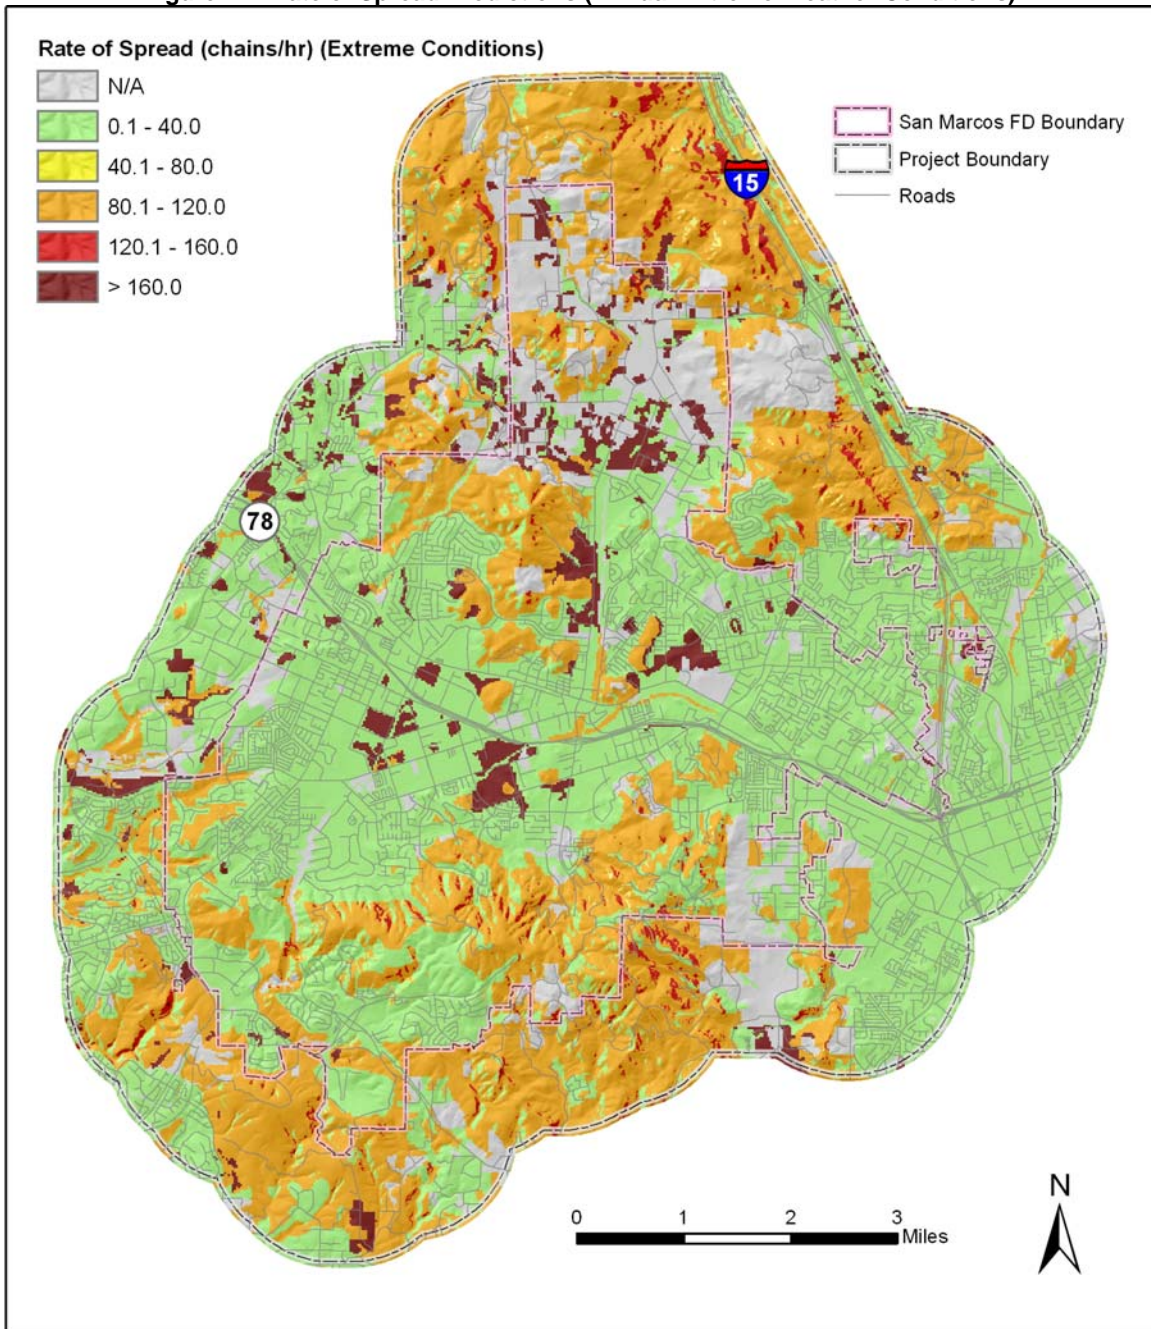 Rate of Spread (chains/hr) (Extreme Conditions)
N/A
0.1 - 40.0
40.1 - 80.0
80.1 - 120.0
120.1 - 160.0
> 160.0
San Marcos FD Boundary
Project Boundary
Roads
15
78
N
0 1 2 3
Miles